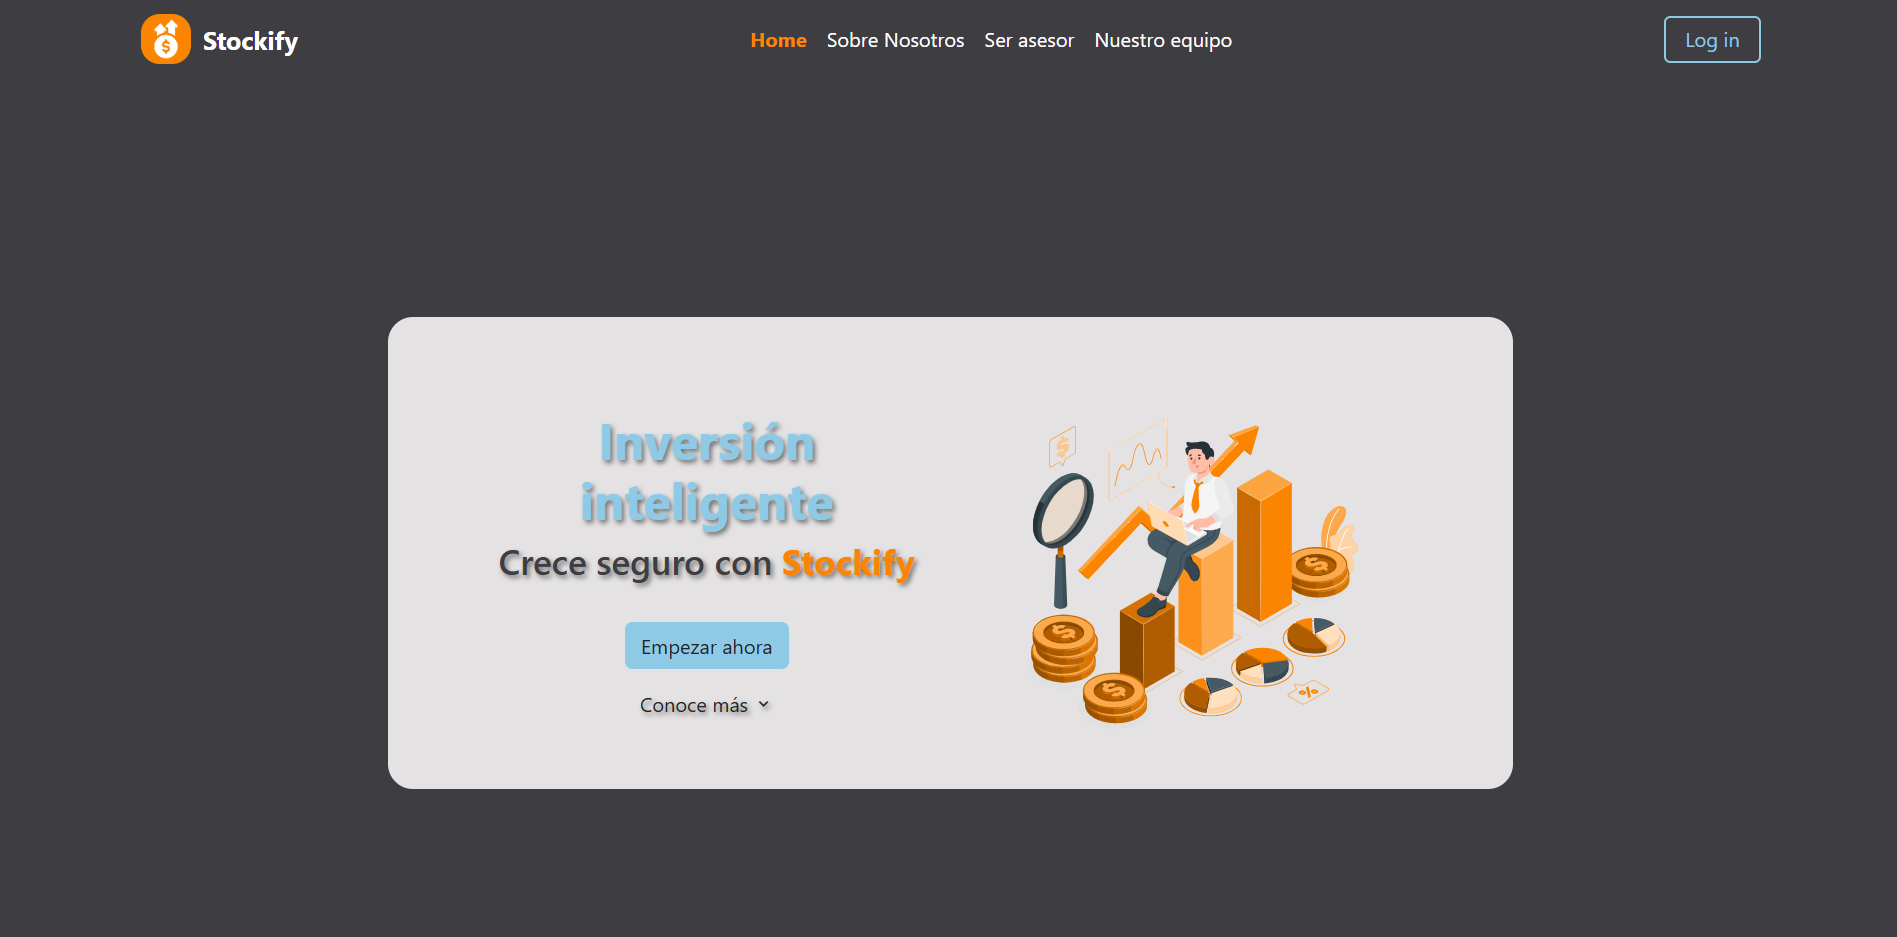 Stockify
Home Sobre Nosotros Ser asesor Nuestro equipo
Log in
Inversión
inteligente
Crece seguro con Stockify
Empezar ahora
Conoce más